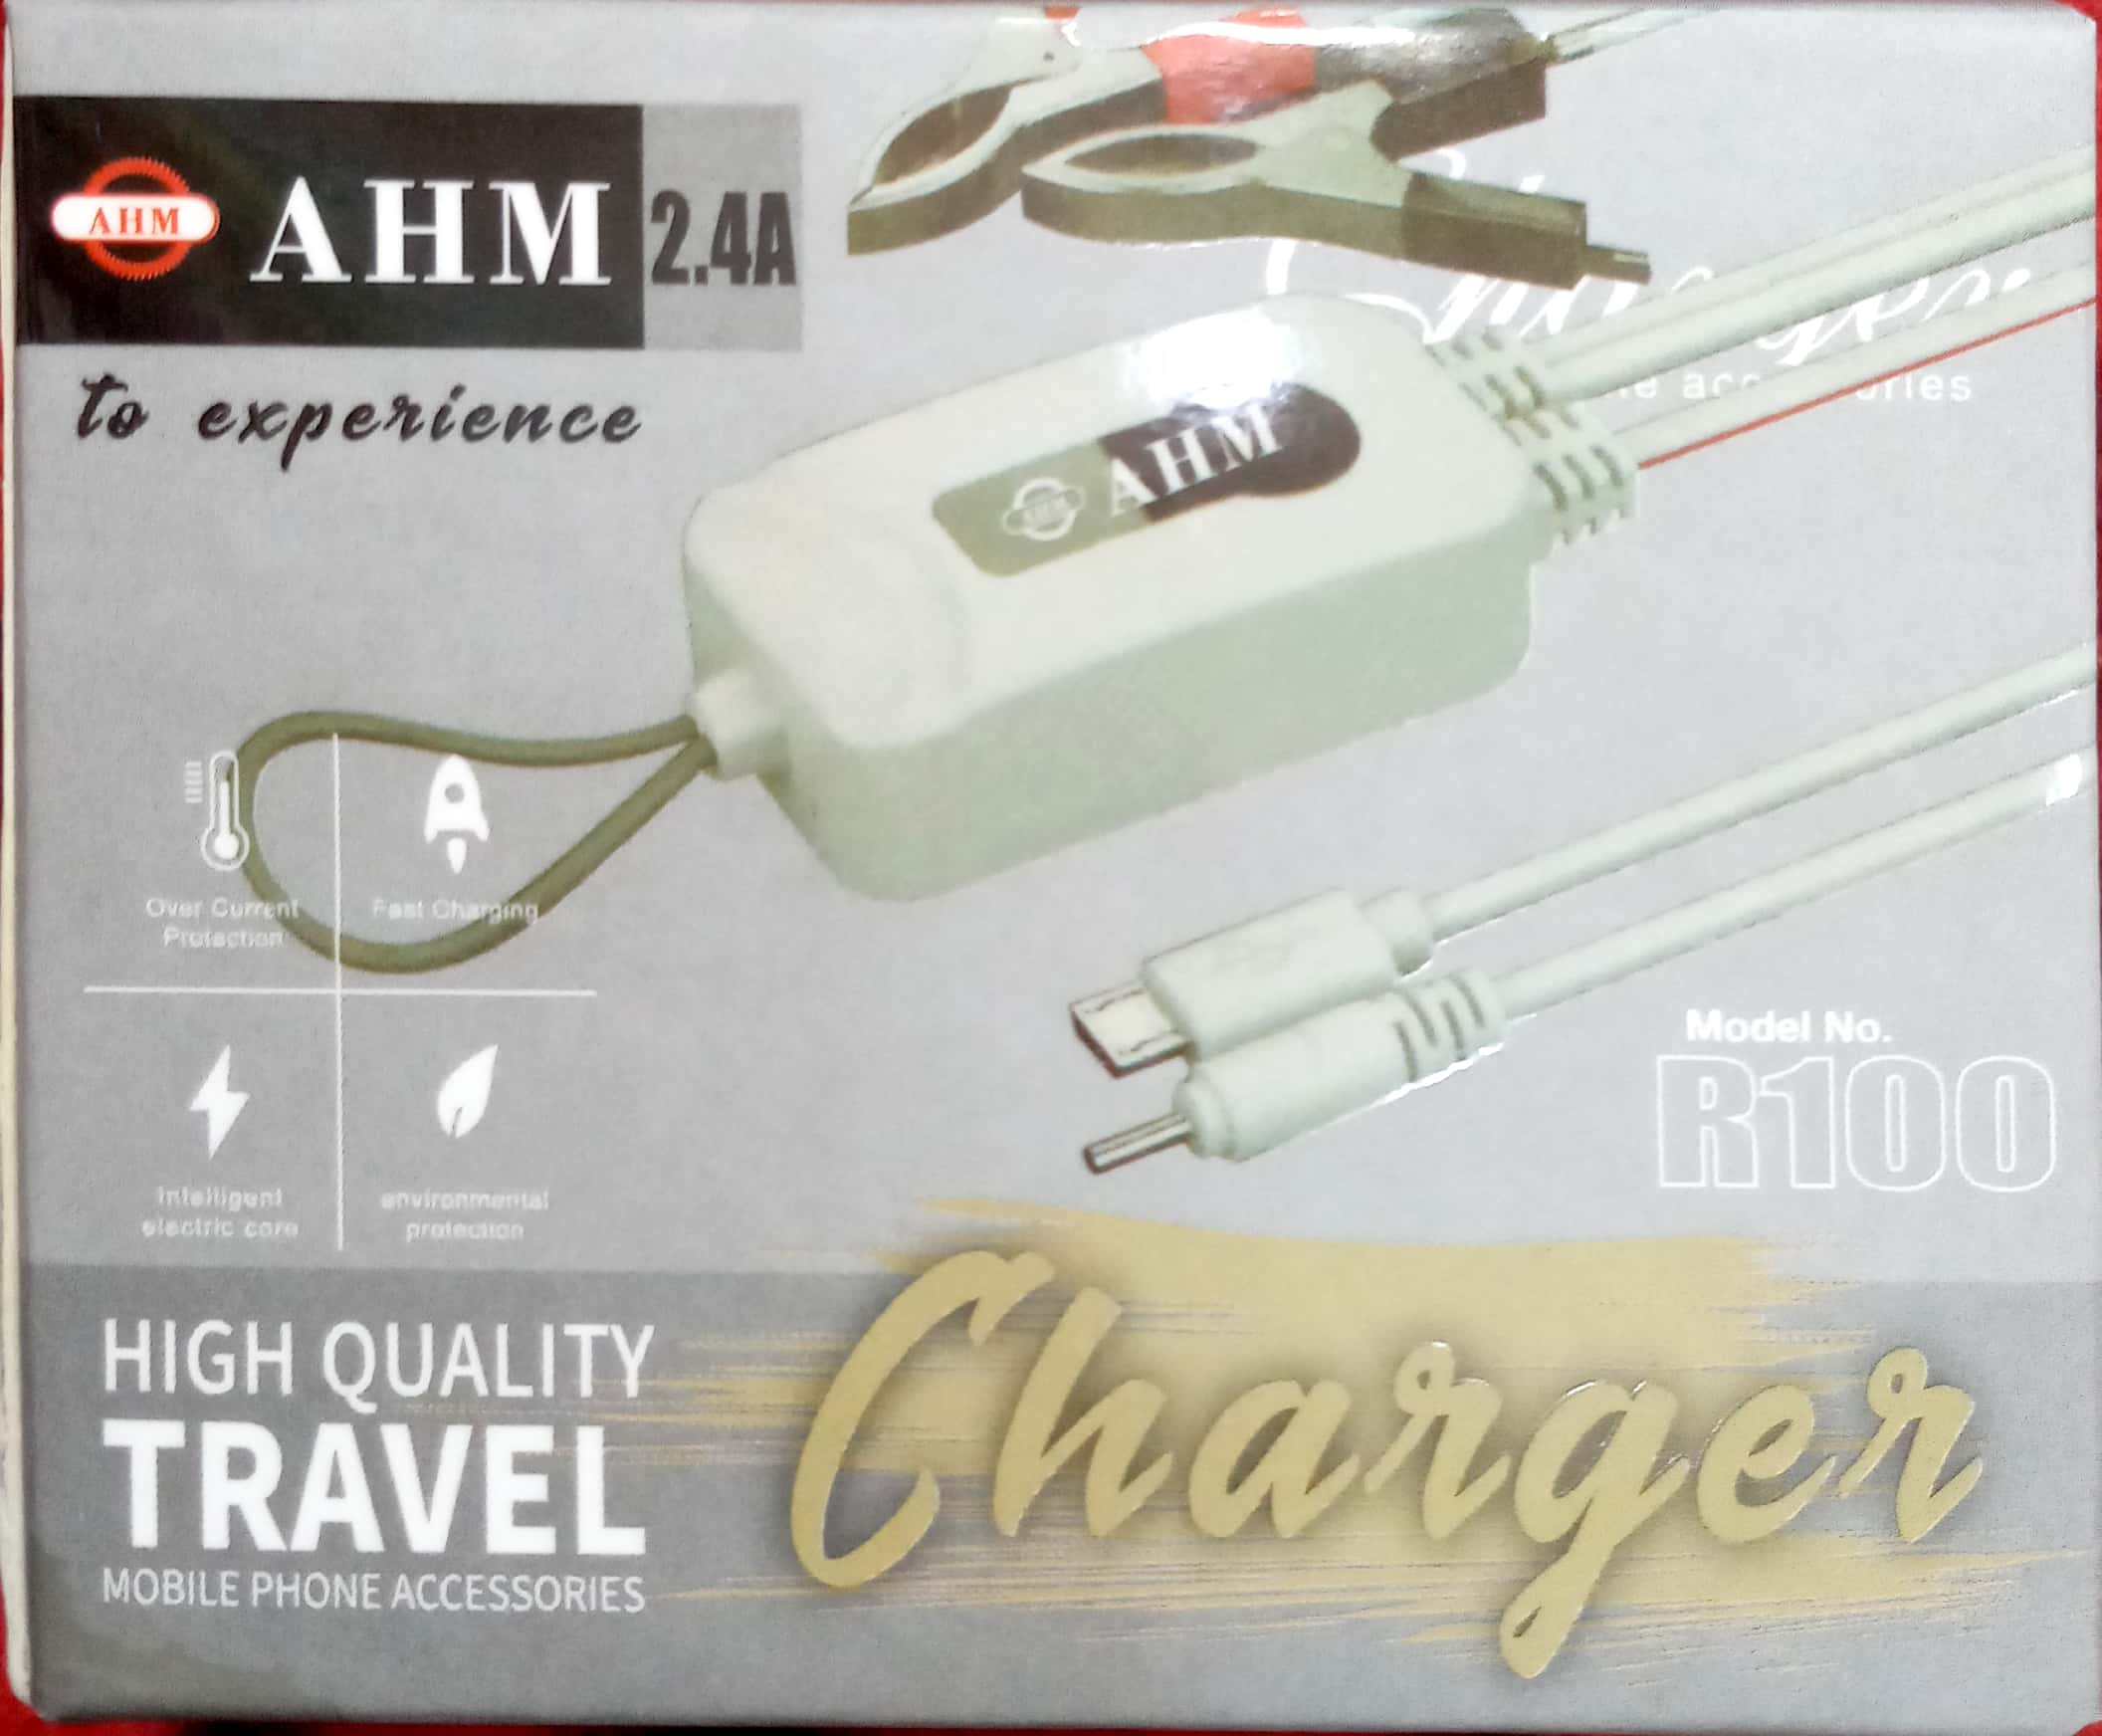 AHM
AHM
2.4A
to experience
AHM
Over Current
Protection
Fast Charging
Intelligent
electric core
environmental
protection
Model No.
R100
HIGH QUALITY
TRAVEL
MOBILE PHONE ACCESSORIES
Charger